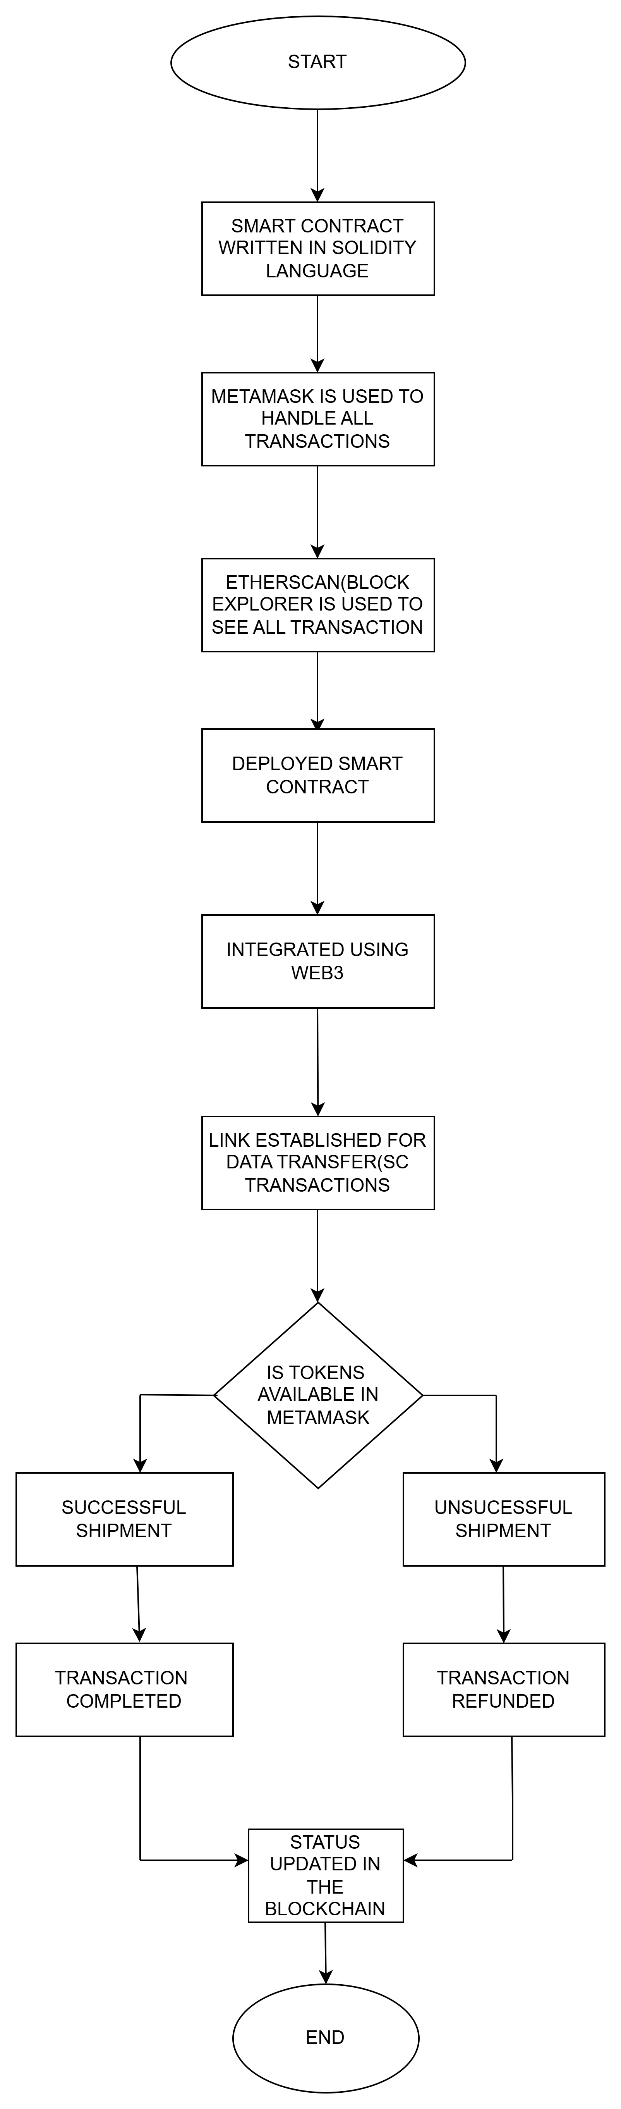 START
SMART CONTRACT
WRITTEN IN SOLIDITY
LANGUAGE
METAMASK IS USED TO
HANDLE ALL
TRANSACTIONS
ETHERSCAN(BLOCK
EXPLORER IS USED TO
SEE ALL TRANSACTION
DEPLOYED SMART
CONTRACT
INTEGRATED USING
WEB3
LINK ESTABLISHED FOR
DATA TRANSFER(SC
TRANSACTIONS
IS TOKENS
AVAILABLE IN
METAMASK
SUCCESSFUL
SHIPMENT
UNSUCESSFUL
SHIPMENT
TRANSACTION
COMPLETED
TRANSACTION
REFUNDED
STATUS
UPDATED IN
THE
BLOCKCHAIN
END